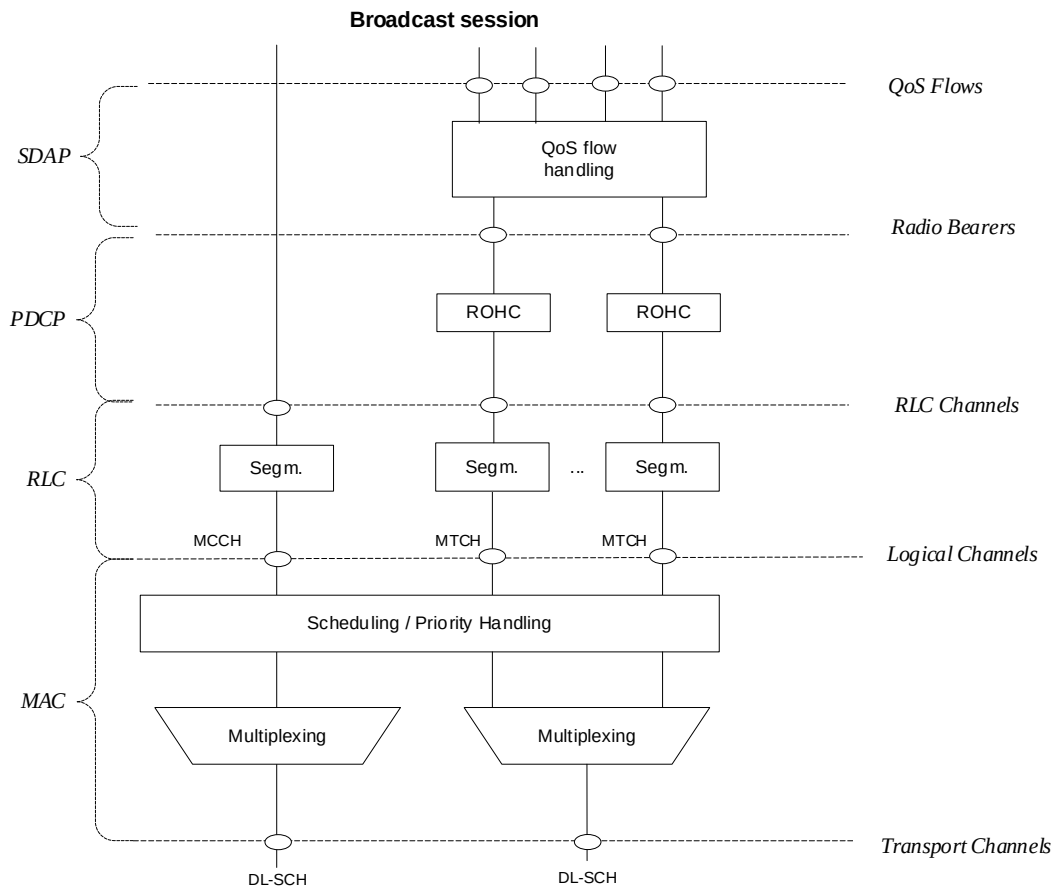 Broadcast session
QoS Flows
SDAP
QoS flow
handling
Radio Bearers
PDCP
ROHC
ROHC
RLC Channels
RLC
Segm.
Segm.
...
Segm.
MCCH
MTCH
MTCH
Logical Channels
Scheduling / Priority Handling
MAC
Multiplexing
Multiplexing
Transport Channels
DL-SCH
DL-SCH